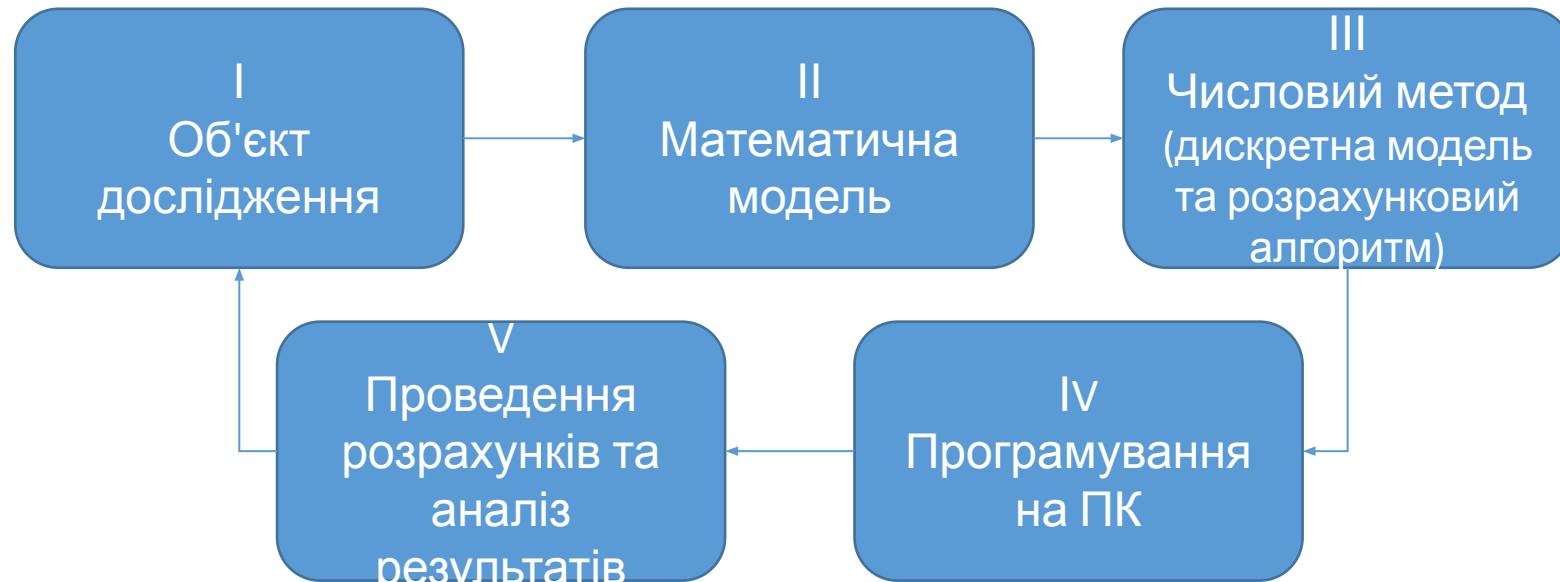 I
Об'єкт
дослідження
II
Математична
модель
III
Числовий метод
(дискретна модель
та розрахунковий
алгоритм)
IV
Програмування
на ПК
V
Проведення
розрахунків та
аналіз
результатів